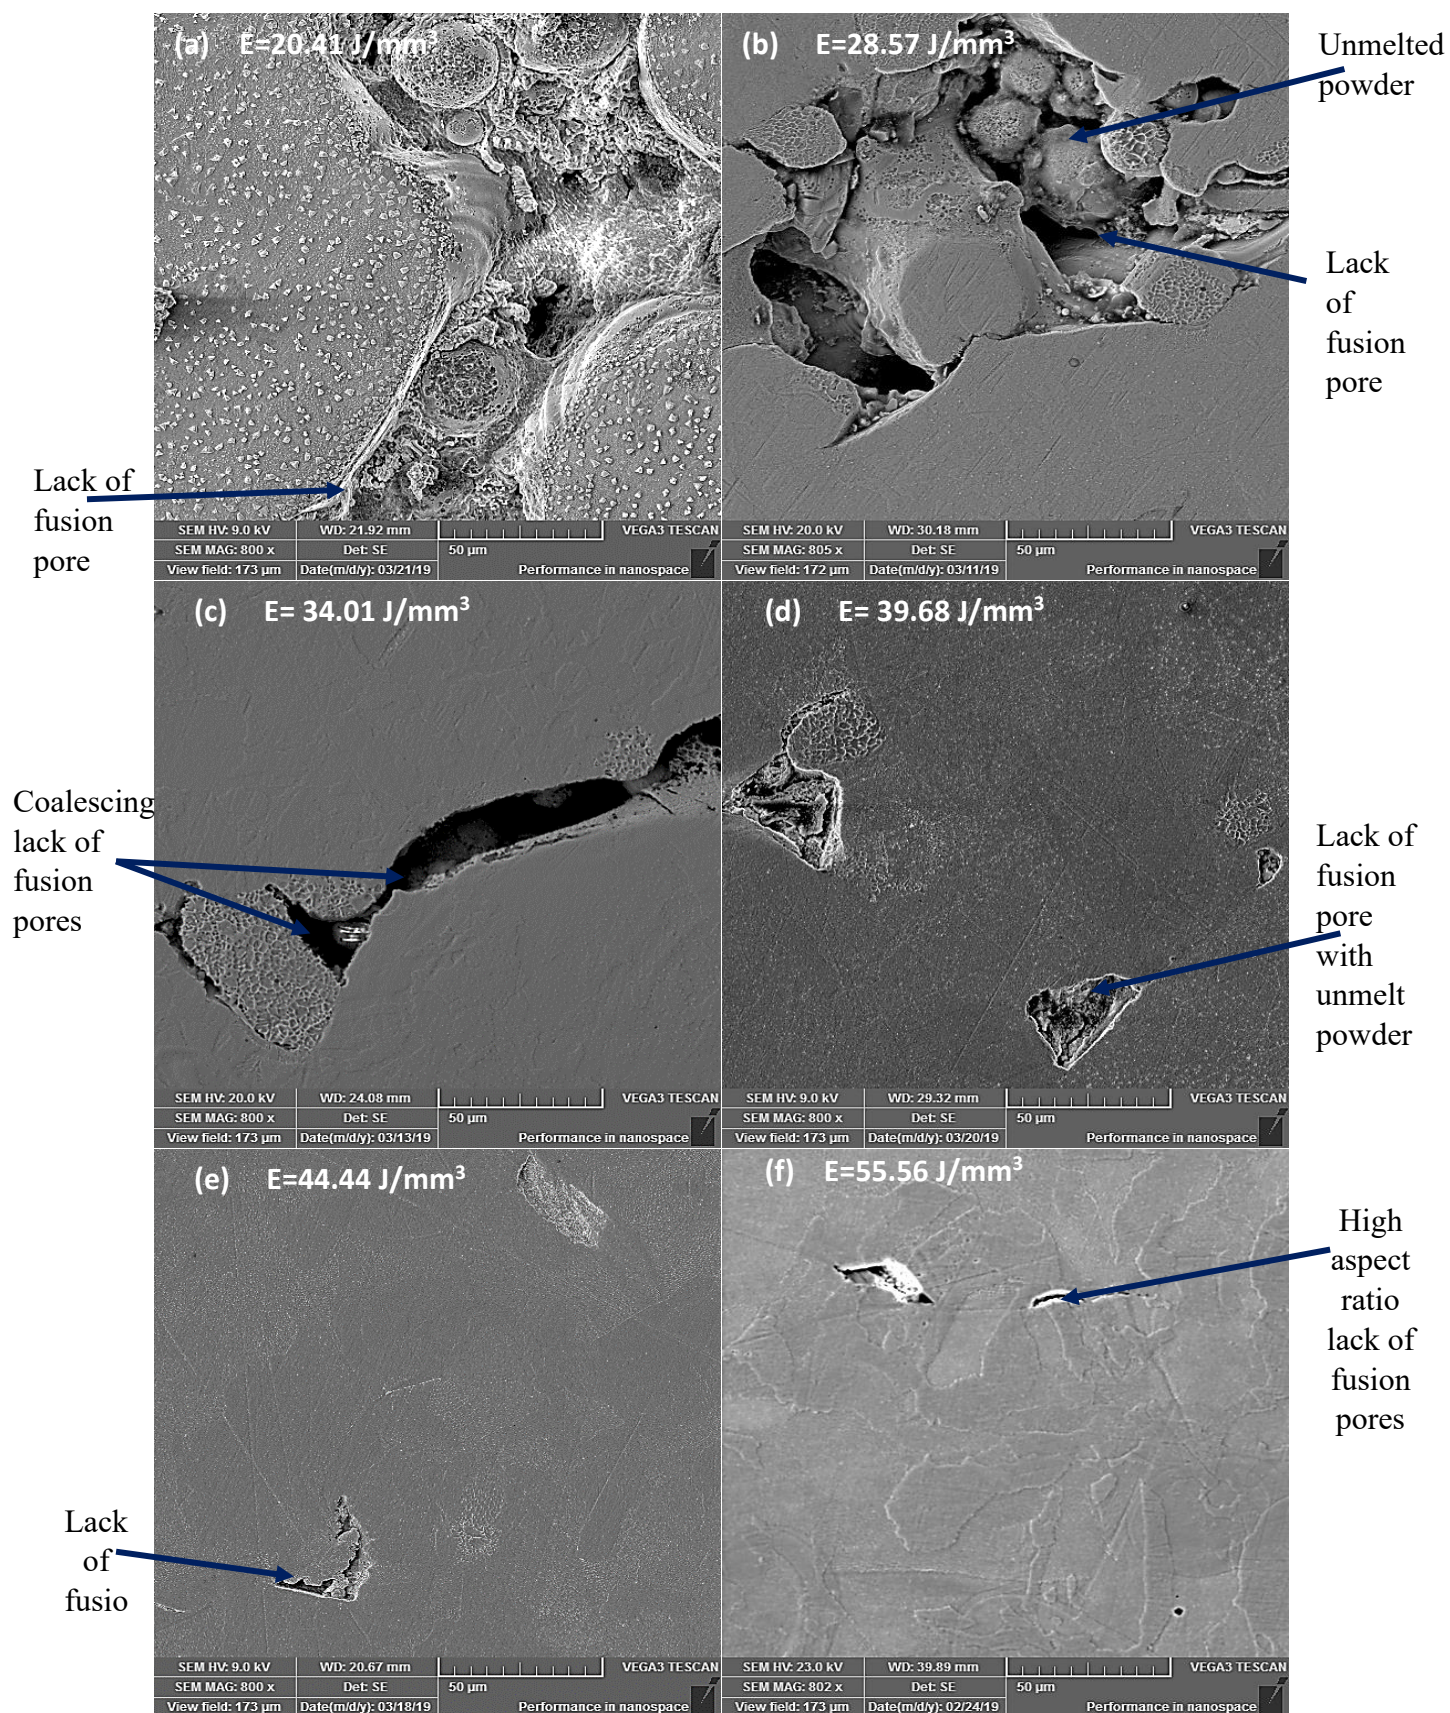 (a) E=20.41 J/mm³
(b) E=28.57 J/mm³
Unmelted
powder
Lack
of
fusion
pore
Lack of
fusion
pore
SEM HV: 9.0 kV WD: 21.92 mm VEGA3 TESCAN
SEM MAG: 800 x Det: SE 50 µm
View field: 173 µm Date(m/d/y): 03/21/19 Performance in nanospace
SEM HV: 20.0 kV WD: 30.18 mm VEGA3 TESCAN
SEM MAG: 805 x Det: SE 50 µm
View field: 172 µm Date(m/d/y): 03/11/19 Performance in nanospace
(c) E= 34.01 J/mm³
(d) E= 39.68 J/mm³
Coalescing
lack of
fusion
pores
Lack of
fusion
pore
with
unmelt
powder
SEM HV: 20.0 kV WD: 24.08 mm VEGA3 TESCAN
SEM MAG: 800 x Det: SE 50 µm
View field: 173 µm Date(m/d/y): 03/13/19 Performance in nanospace
SEM HV: 9.0 kV WD: 29.32 mm VEGA3 TESCAN
SEM MAG: 800 x Det: SE 50 µm
View field: 173 µm Date(m/d/y): 03/20/19 Performance in nanospace
(e) E=44.44 J/mm³
(f) E=55.56 J/mm³
High
aspect
ratio
lack of
fusion
pores
Lack
of
fusio
SEM HV: 9.0 kV WD: 20.67 mm VEGA3 TESCAN
SEM MAG: 800 x Det: SE 50 µm
View field: 173 µm Date(m/d/y): 03/18/19 Performance in nanospace
SEM HV: 23.0 kV WD: 39.89 mm VEGA3 TESCAN
SEM MAG: 802 x Det: SE 50 µm
View field: 173 µm Date(m/d/y): 02/24/19 Performance in nanospace